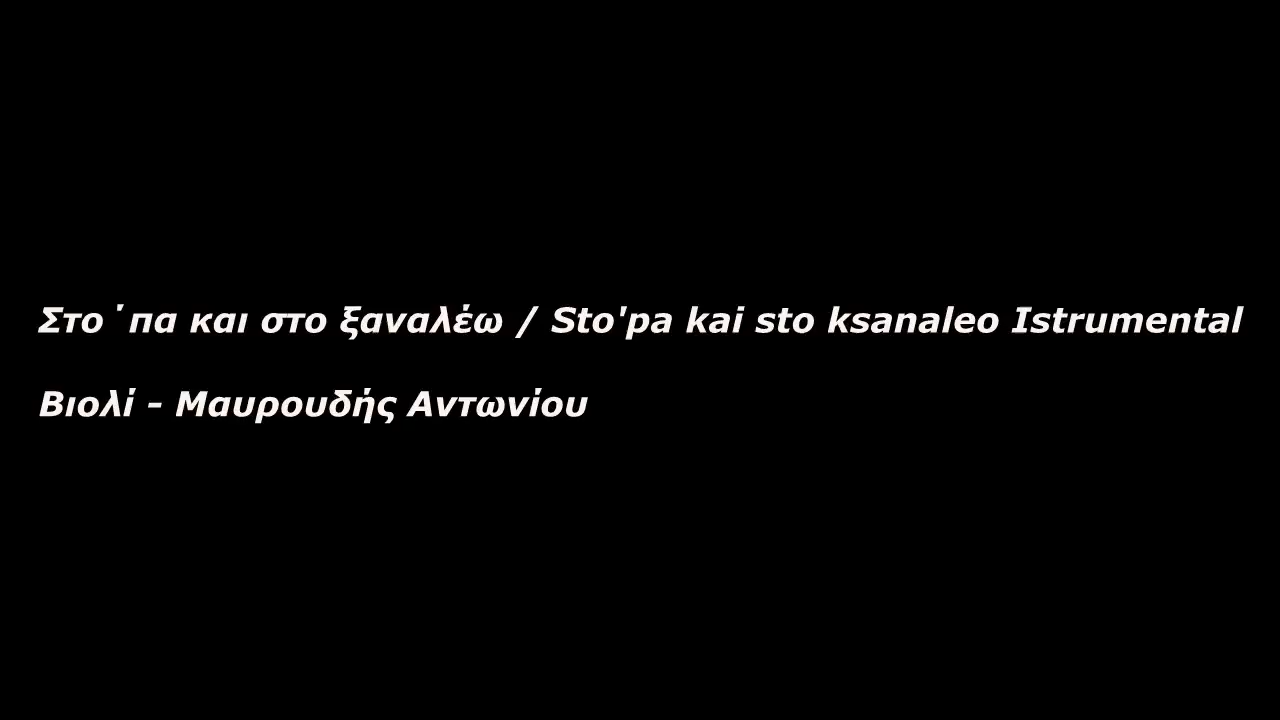 Στο΄πα και στο ξαναλέω / Sto'pa kai sto ksanaleo Istrumental
Βιολί - Μαυρουδής Αντωνίου